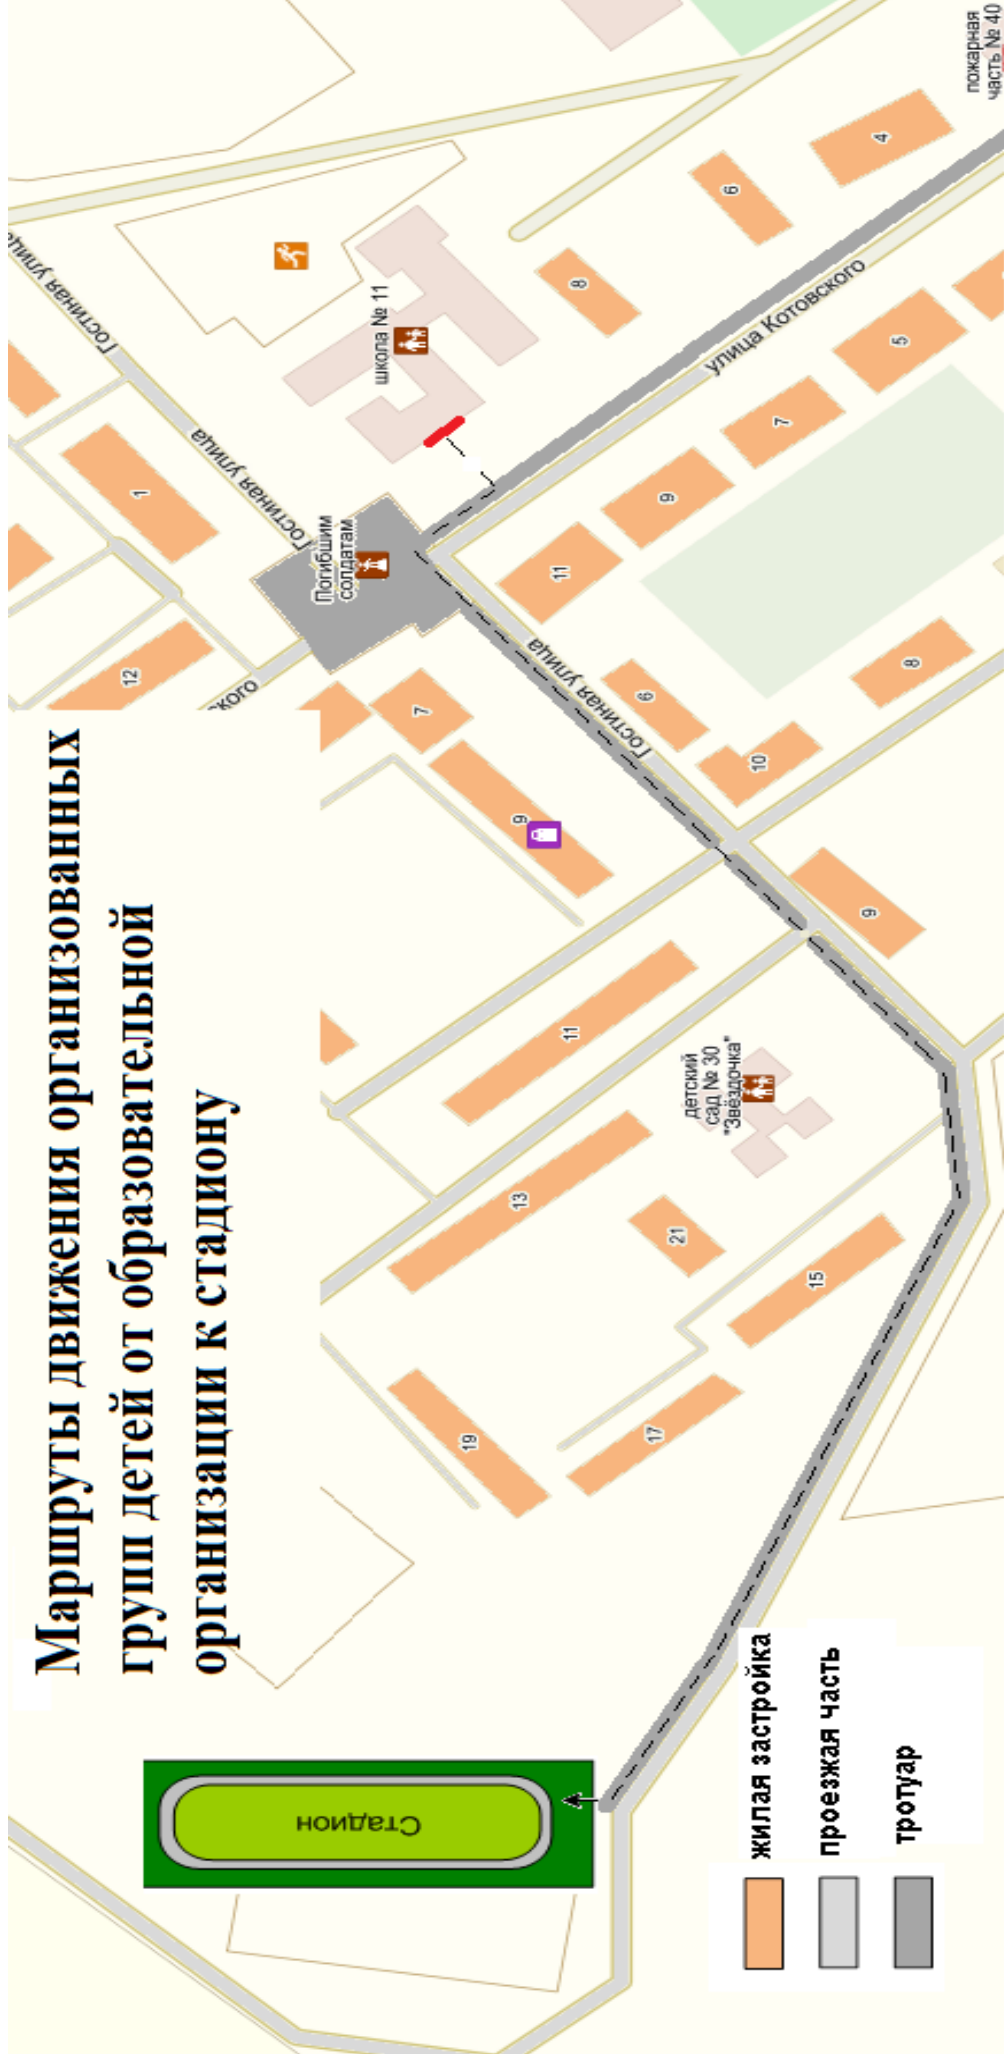 Маршруты движения организованных
групп детей от образовательной
организации к стадиону
Стадион
жилая застройка
проезжая часть
тротуар
19
17
13
21
15
11
детский
сад № 30
"Звёздочка"
9
9
7
12
ского
10
6
8
Гостиная улица
Погибшим
солдатам
1
11
9
7
5
Гостиная улица
школа № 11
улица Котовского
Гостиная улица
8
6
4
пожарная
часть № 40